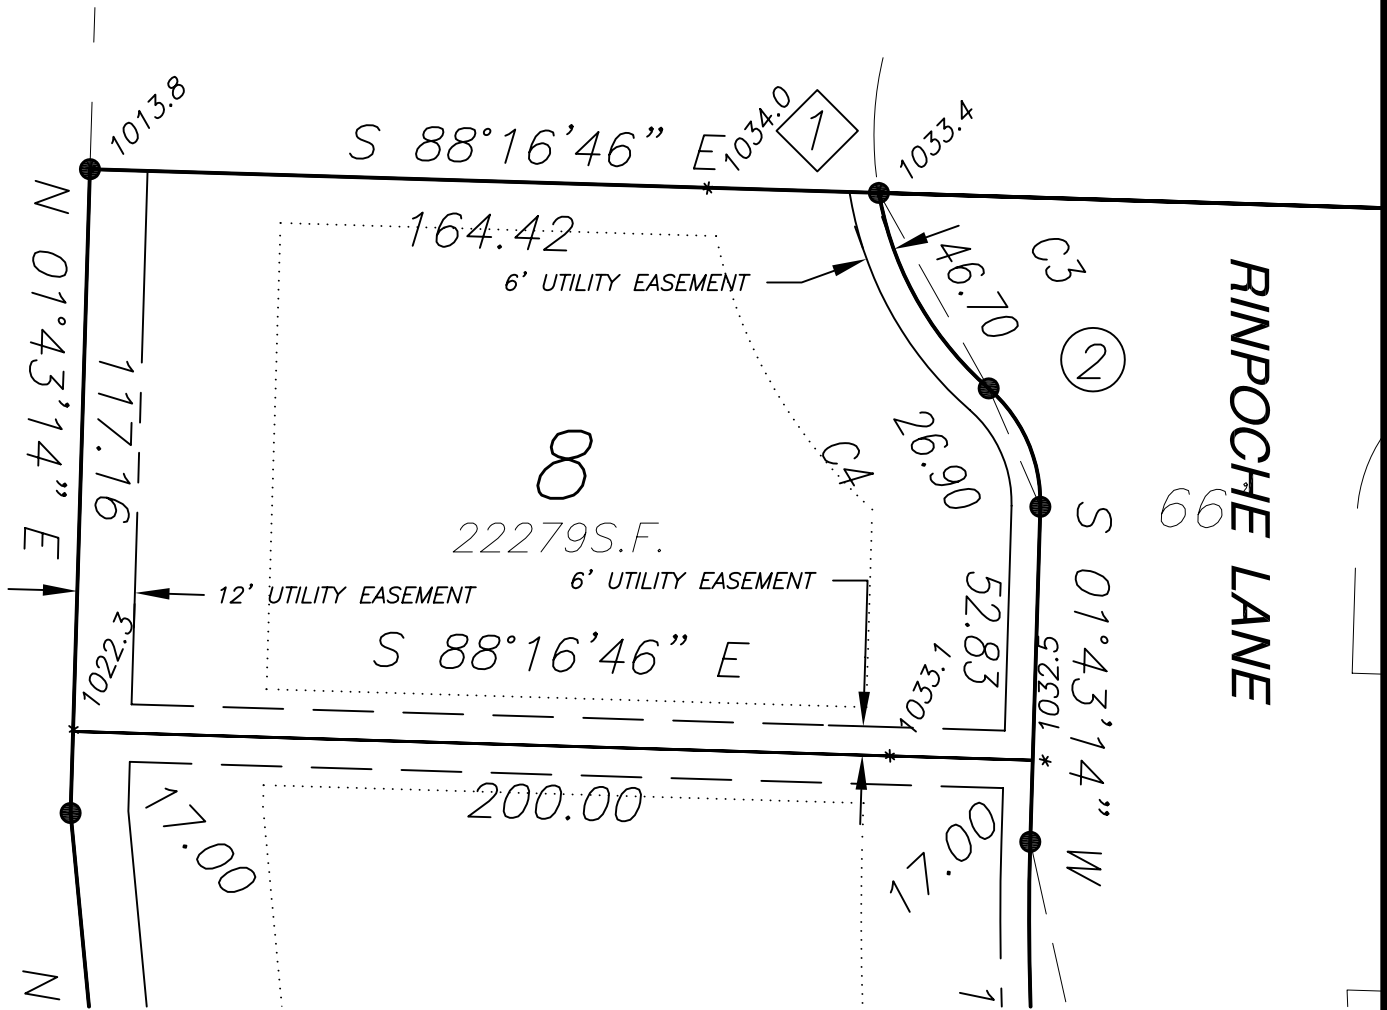 1013.8
S 88°16'46" E
1034.0
1
1033.4
164.42
6' UTILITY EASEMENT
46.70
C3
2
RINPOCHE LANE
N 01°43'14" E
117.16
8
22279S.F.
C4
26.90
66'
12' UTILITY EASEMENT
6' UTILITY EASEMENT
52.83
S 01°43'14" W
1022.3
S 88°16'46" E
1033.1
1032.5
200.00
17.00
17.00
N
1